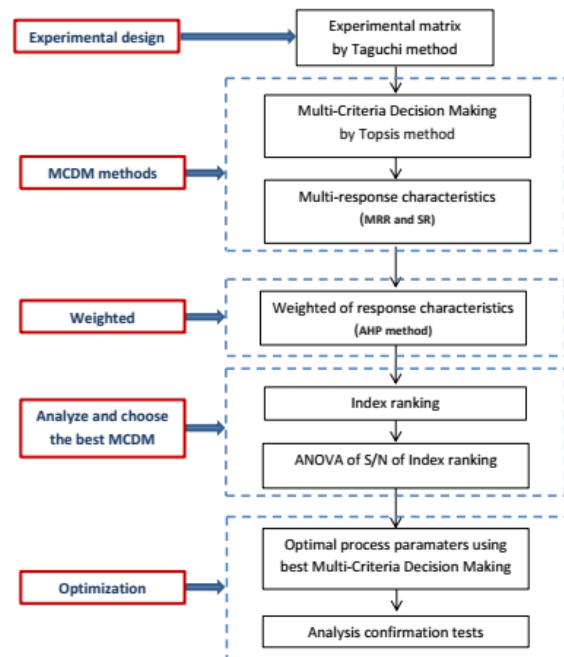 Experimental design
Experimental matrix
by Taguchi method
Multi-Criteria Decision Making
by Topsis method
MCDM methods
Multi-response characteristics
(MRR and SR)
Weighted
Weighted of response characteristics
(AHP method)
Analyze and choose
the best MCDM
Index ranking
ANOVA of S/N of Index ranking
Optimal process paramaters using
best Multi-Criteria Decision Making
Optimization
Analysis confirmation tests